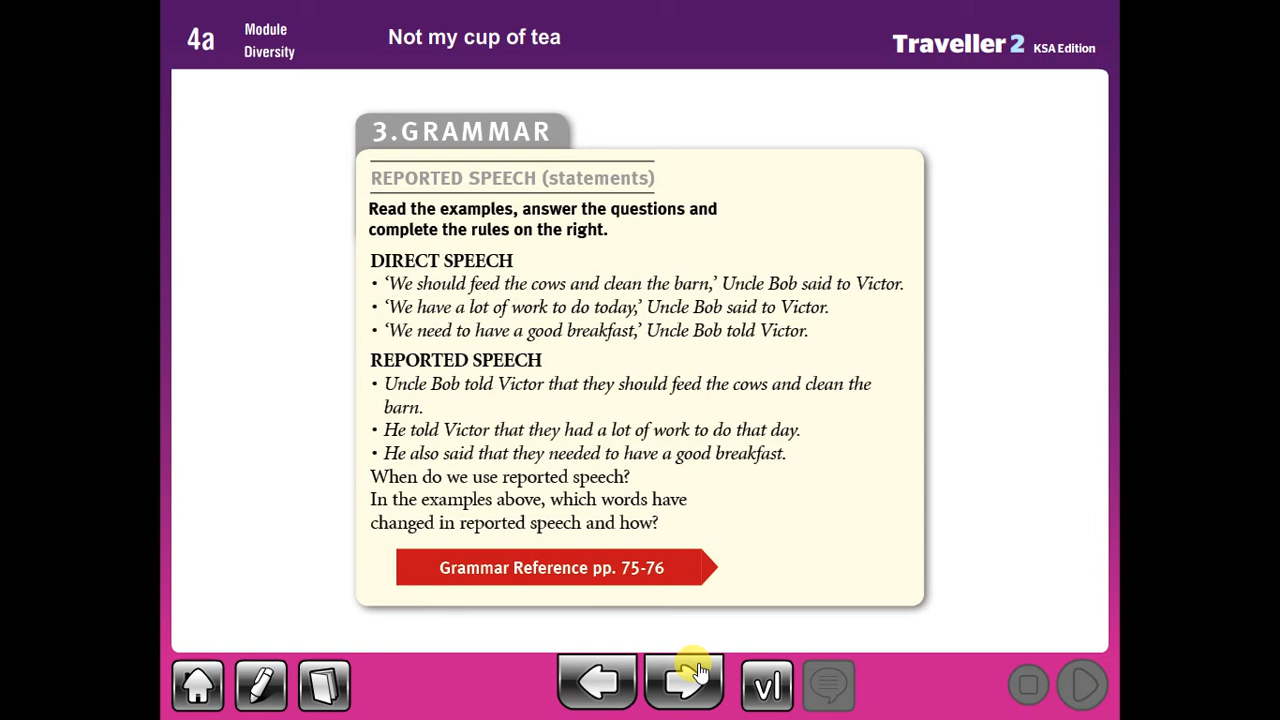 4a
Module
Diversity
Not my cup of tea
Traveller 2 KSA Edition
3.GRAMMAR
REPORTED SPEECH (statements)
Read the examples, answer the questions and
complete the rules on the right.
DIRECT SPEECH
• ‘We should feed the cows and clean the barn,’ Uncle Bob said to Victor.
• ‘We have a lot of work to do today,’ Uncle Bob said to Victor.
• ‘We need to have a good breakfast,’ Uncle Bob told Victor.
REPORTED SPEECH
• Uncle Bob told Victor that they should feed the cows and clean the
barn.
• He told Victor that they had a lot of work to do that day.
• He also said that they needed to have a good breakfast.
When do we use reported speech?
In the examples above, which words have
changed in reported speech and how?
Grammar Reference pp. 75-76
vl